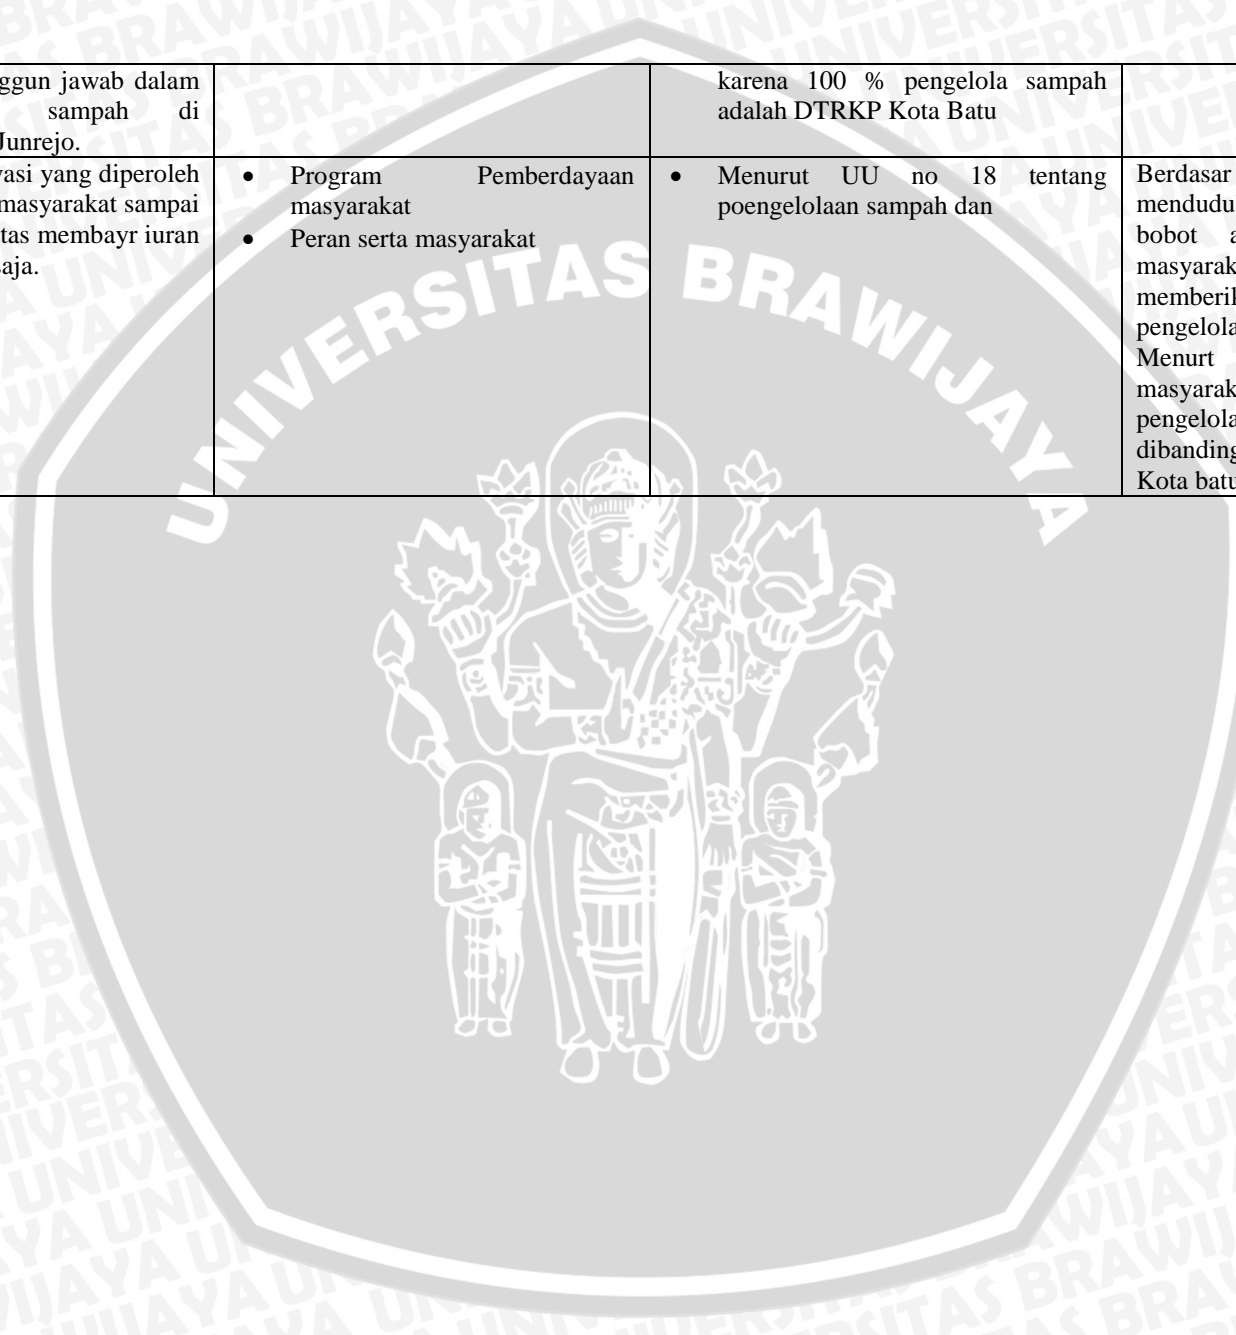 ggun jawab dalam
sampah di
Junrejo.
karena 100 % pengelola sampah
adalah DTRKP Kota Batu
vasi yang diperoleh
masyarakat sampai
tas membayr iuran
saja.
• Program Pemberdayaan
masyarakat
• Peran serta masyarakat
• Menurut UU no 18 tentang
poengelolaan sampah dan
Berdasar
mendudu
bobot a
masyarak
memberik
pengelola
Menurt
masyarak
pengelola
dibanding
Kota batu
UNIVERSITAS BRAWIJAYA